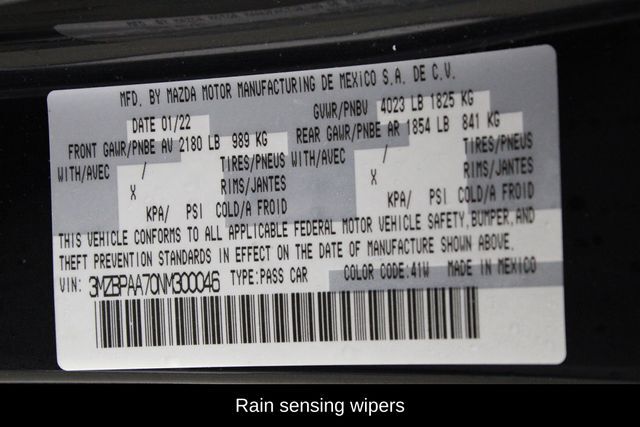 MFD. BY MAZDA MOTOR MANUFACTURING DE MEXICO S.A. DE C.V.
DATE 01/22 GVWR/PNBV 4023 LB 1825 KG
FRONT GAWR/PNBE AV 2180 LB 989 KG REAR GAWR/PNBE AR 1854 LB 841 KG
WITH/AVEC / TIRES/PNEUS WITH/AVEC / TIRES/PNEUS
X RIMS/JANTES X RIMS/JANTES
KPA/ PSI COLD/A FROID KPA/ PSI COLD/A FROID
THIS VEHICLE CONFORMS TO ALL APPLICABLE FEDERAL MOTOR VEHICLE SAFETY, BUMPER, AND
THEFT PREVENTION STANDARDS IN EFFECT ON THE DATE OF MANUFACTURE SHOWN ABOVE.
VIN: 3MZBPAA70NM300046 TYPE:PASS CAR COLOR CODE:41W MADE IN MEXICO
Rain sensing wipers